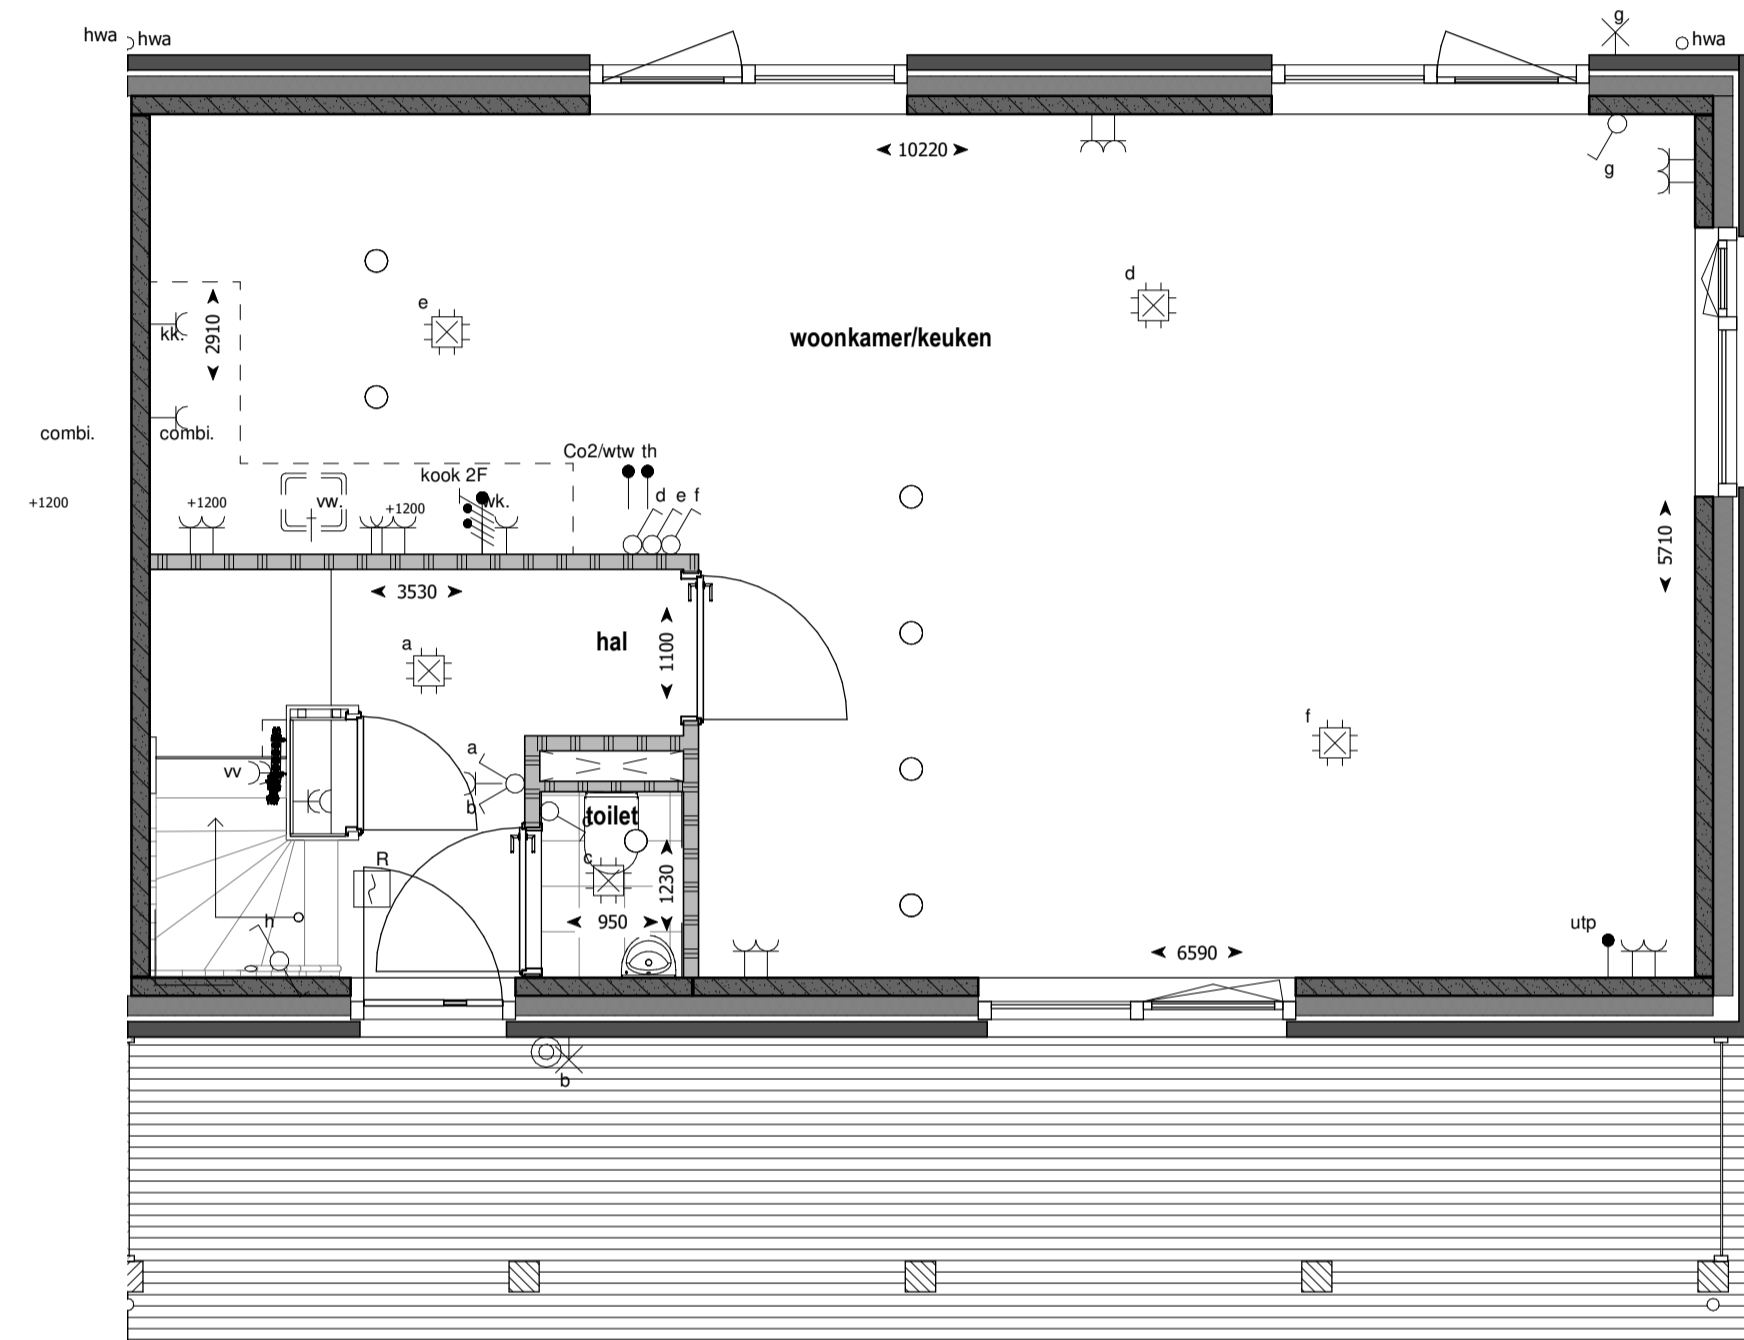 g
hwa
hwa
hwa
10220
g
d
e
woonkamer/keuken
kk.
2910
combi.
combi.
Co2/wtw th
kook 2F
d e f
+1200
+1200
vw.
+1200
wk.
5710
3530
hal
1100
a
f
a
vv
b
toilet
c
c
R
1230
950
h
utp
6590
b